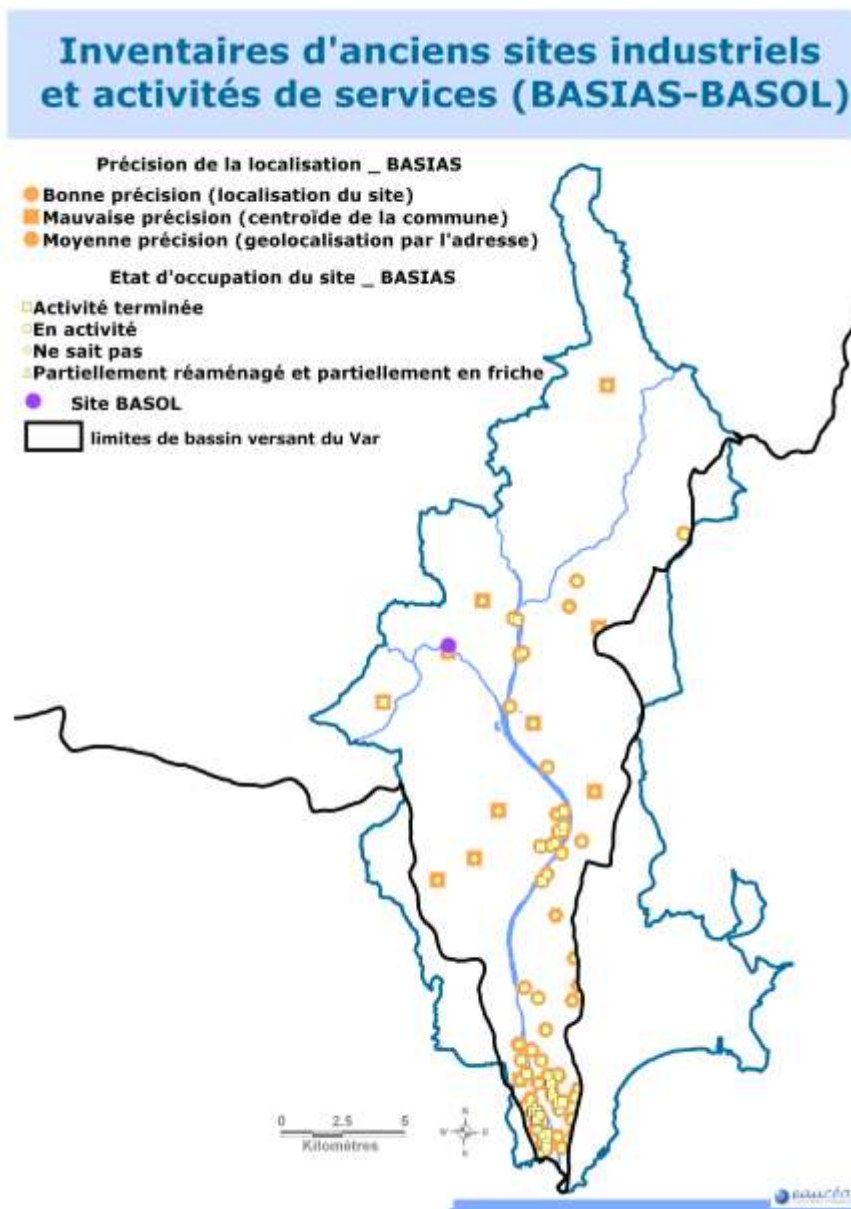 Inventaires d'anciens sites industriels
et activités de services (BASIAS-BASOL)
Précision de la localisation _ BASIAS
Bonne précision (localisation du site)
Mauvaise précision (centroïde de la commune)
Moyenne précision (geolocalisation par l'adresse)
Etat d'occupation du site _ BASIAS
Activité terminée
En activité
Ne sait pas
Partiellement réaménagé et partiellement en friche
Site BASOL
limites de bassin versant du Var
0 2.5 5
Kilomètres
N
S
eaucéa